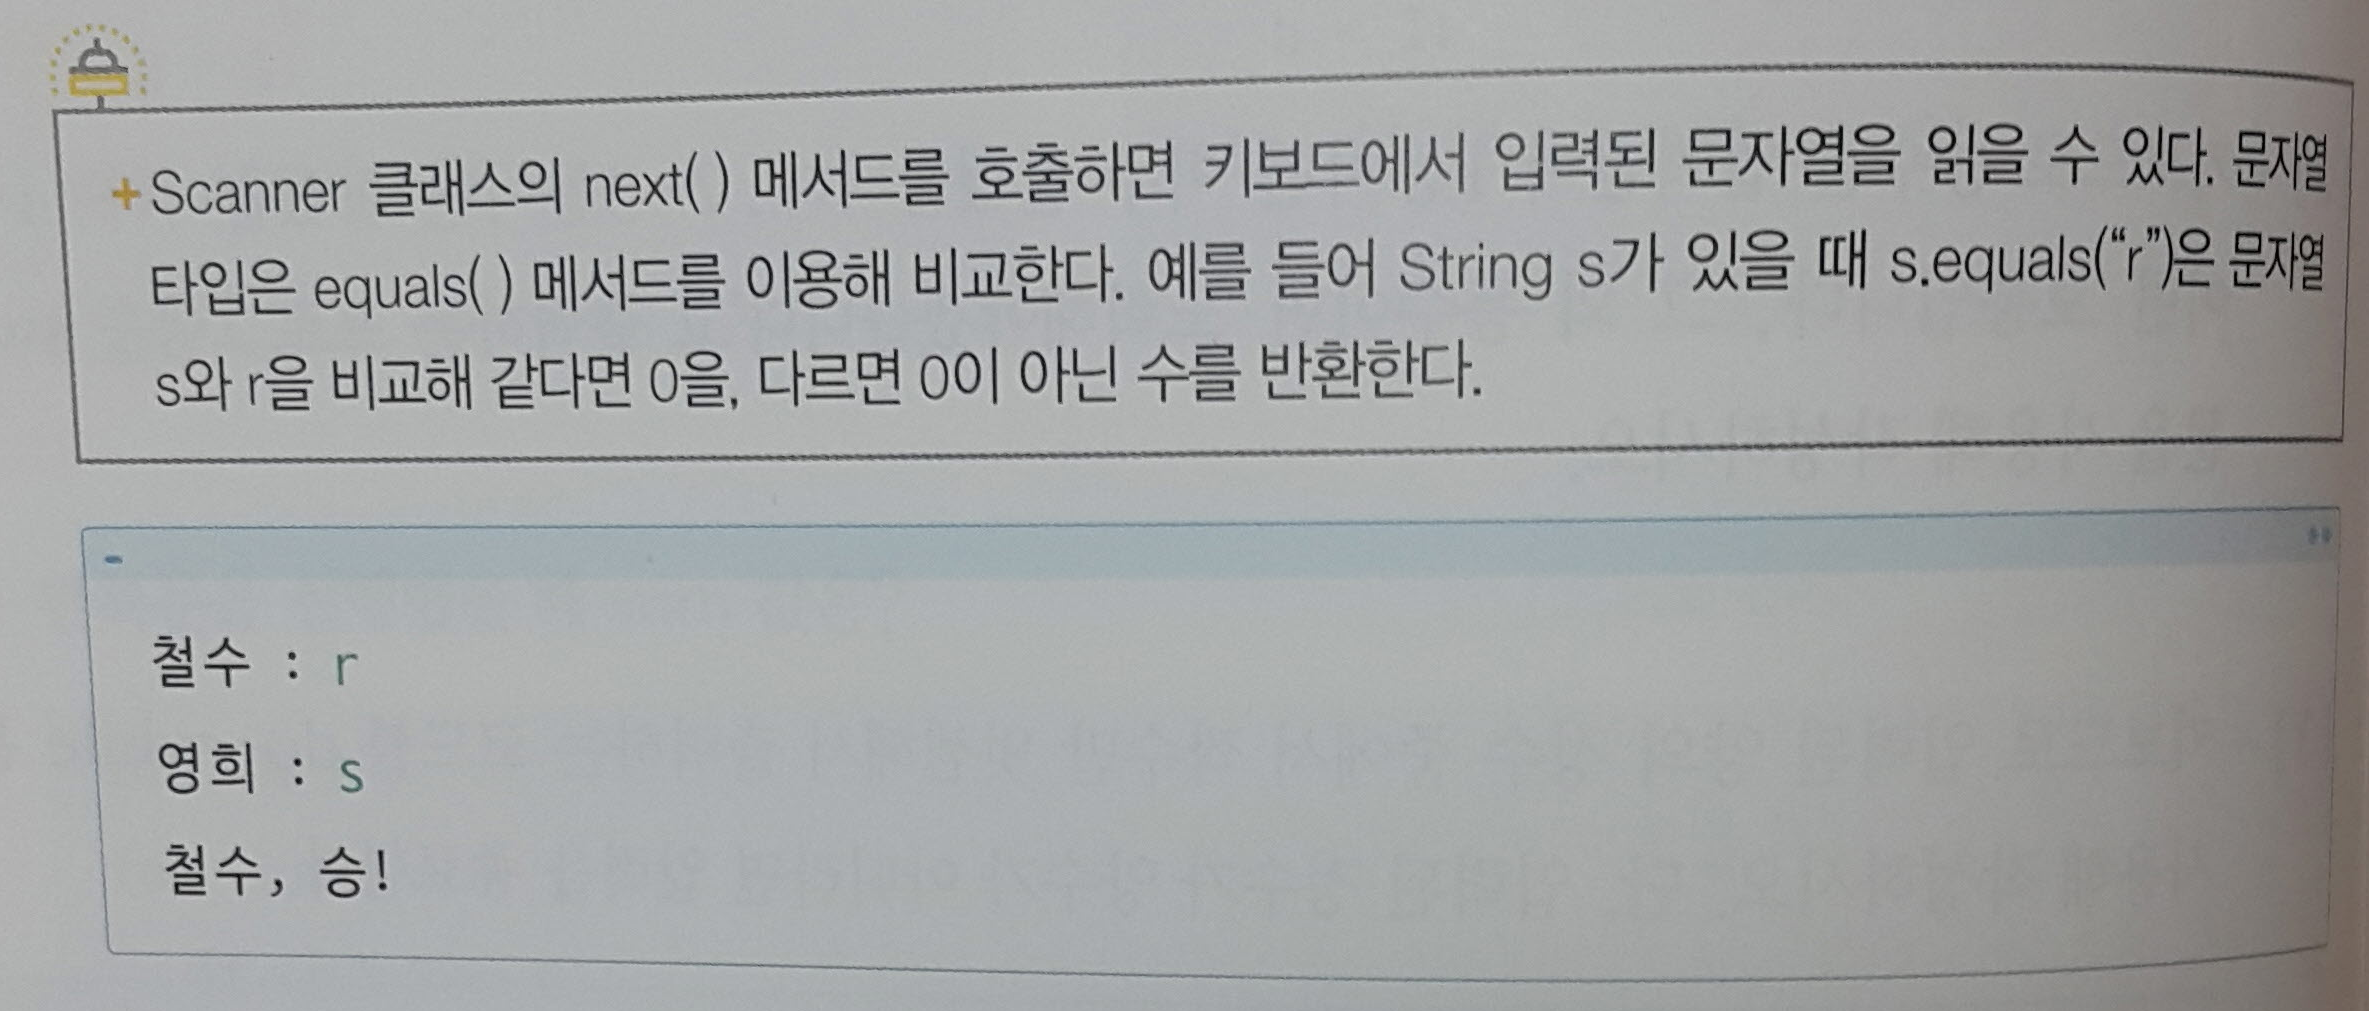 +Scanner 클래스의 next( ) 메서드를 호출하면 키보드에서 입력된 문자열을 읽을 수 있다. 문자열
타입은 equals( ) 메서드를 이용해 비교한다. 예를 들어 String s가 있을 때 s.equals(“r”)은 문자열
s와 r을 비교해 같다면 0을, 다르면 0이 아닌 수를 반환한다.
철수 : r
영희 : s
철수, 승!